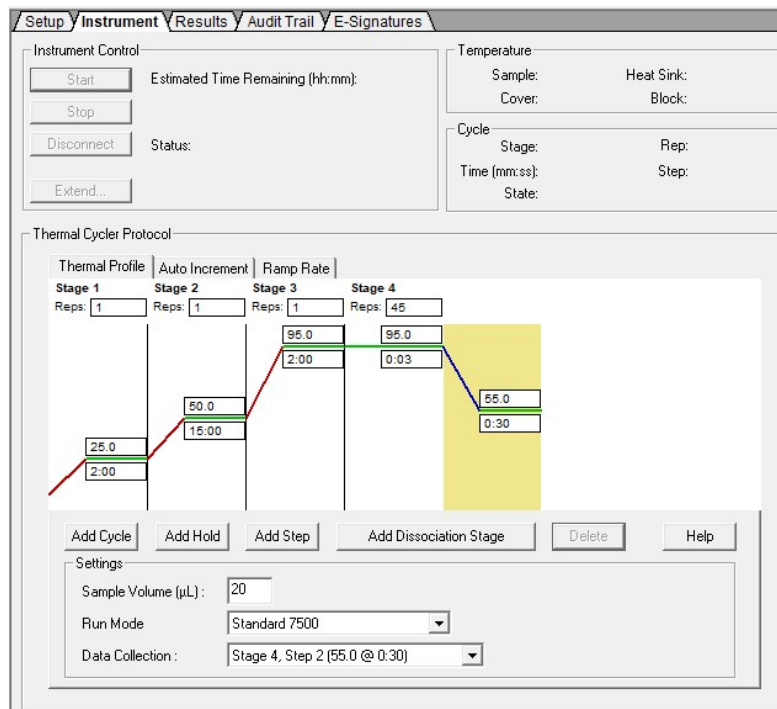 Setup Instrument Results Audit Trail E-Signatures
Instrument Control
Start Estimated Time Remaining (hh:mm):
Stop
Disconnect Status:
Extend...
Temperature
Sample: Heat Sink:
Cover: Block:
Cycle
Stage: Rep:
Time (mm:ss): Step:
State:
Thermal Cycler Protocol
Thermal Profile Auto Increment Ramp Rate
Stage 1 Stage 2 Stage 3 Stage 4
Reps: 1 Reps: 1 Reps: 1 Reps: 45
95.0 95.0
2:00 0:03
50.0 55.0
15:00 0:30
25.0
2:00
Add Cycle Add Hold Add Step Add Dissociation Stage Delete Help
Settings
Sample Volume (µL) : 20
Run Mode Standard 7500
Data Collection : Stage 4, Step 2 (55.0 @ 0:30)